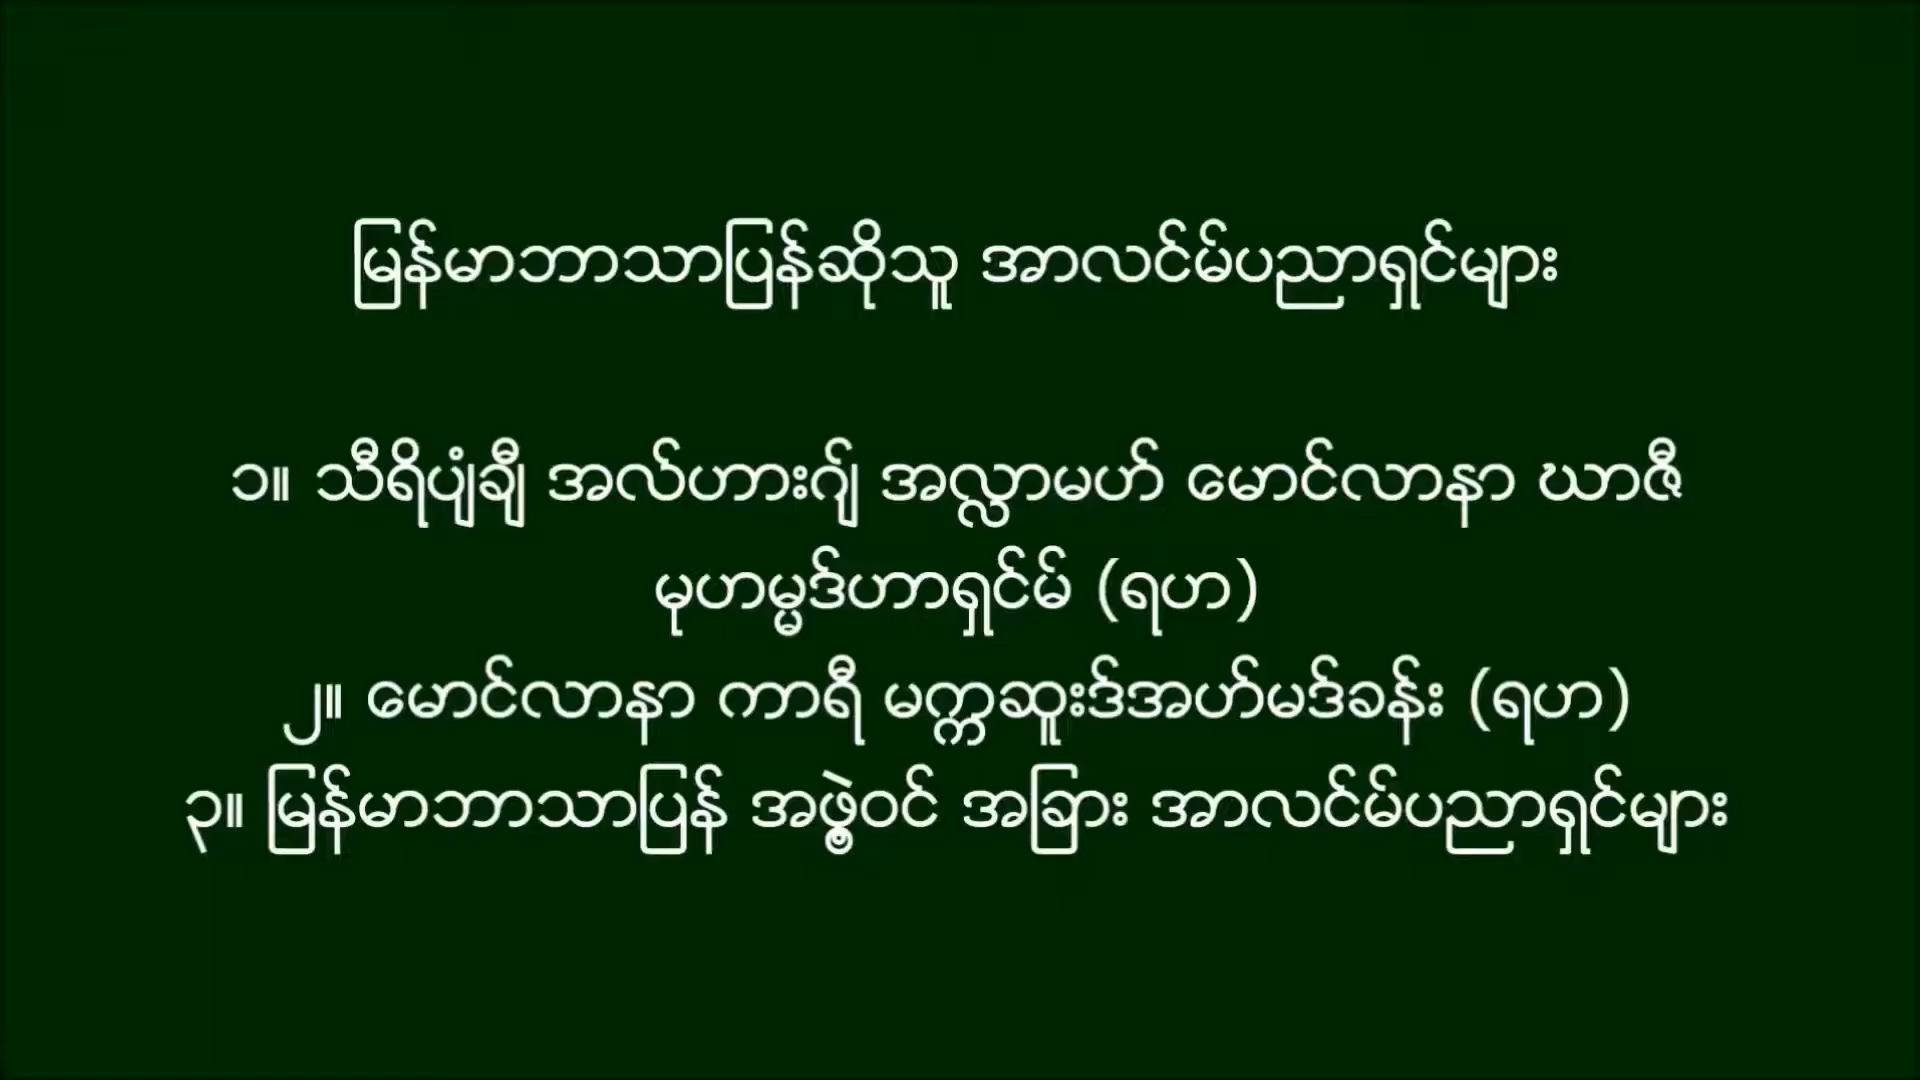 မြန်မာဘာသာပြန်ဆိုသူ အာလင်မ်ပညာရှင်များ
၁။ သီရိပျံချီ အလ်ဟားဂျ် အလ္လာမဟ် မောင်လာနာ ဃာဇီ
မုဟမ္မဒ်ဟာရှင်မ် (ရဟ)
၂။ မောင်လာနာ ကာရီ မက္ကဆူးဒ်အဟ်မဒ်ခန်း (ရဟ)
၃။ မြန်မာဘာသာပြန် အဖွဲ့ဝင် အခြား အာလင်မ်ပညာရှင်များ